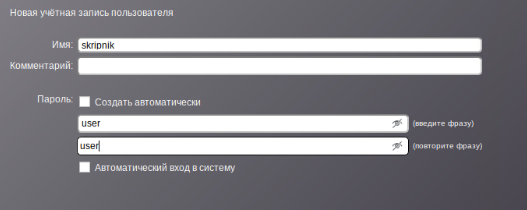 Новая учётная запись пользователя
Имя: skripnik
Комментарий:
Пароль: Создать автоматически
user (введите фразу)
user (повторите фразу)
Автоматический вход в систему